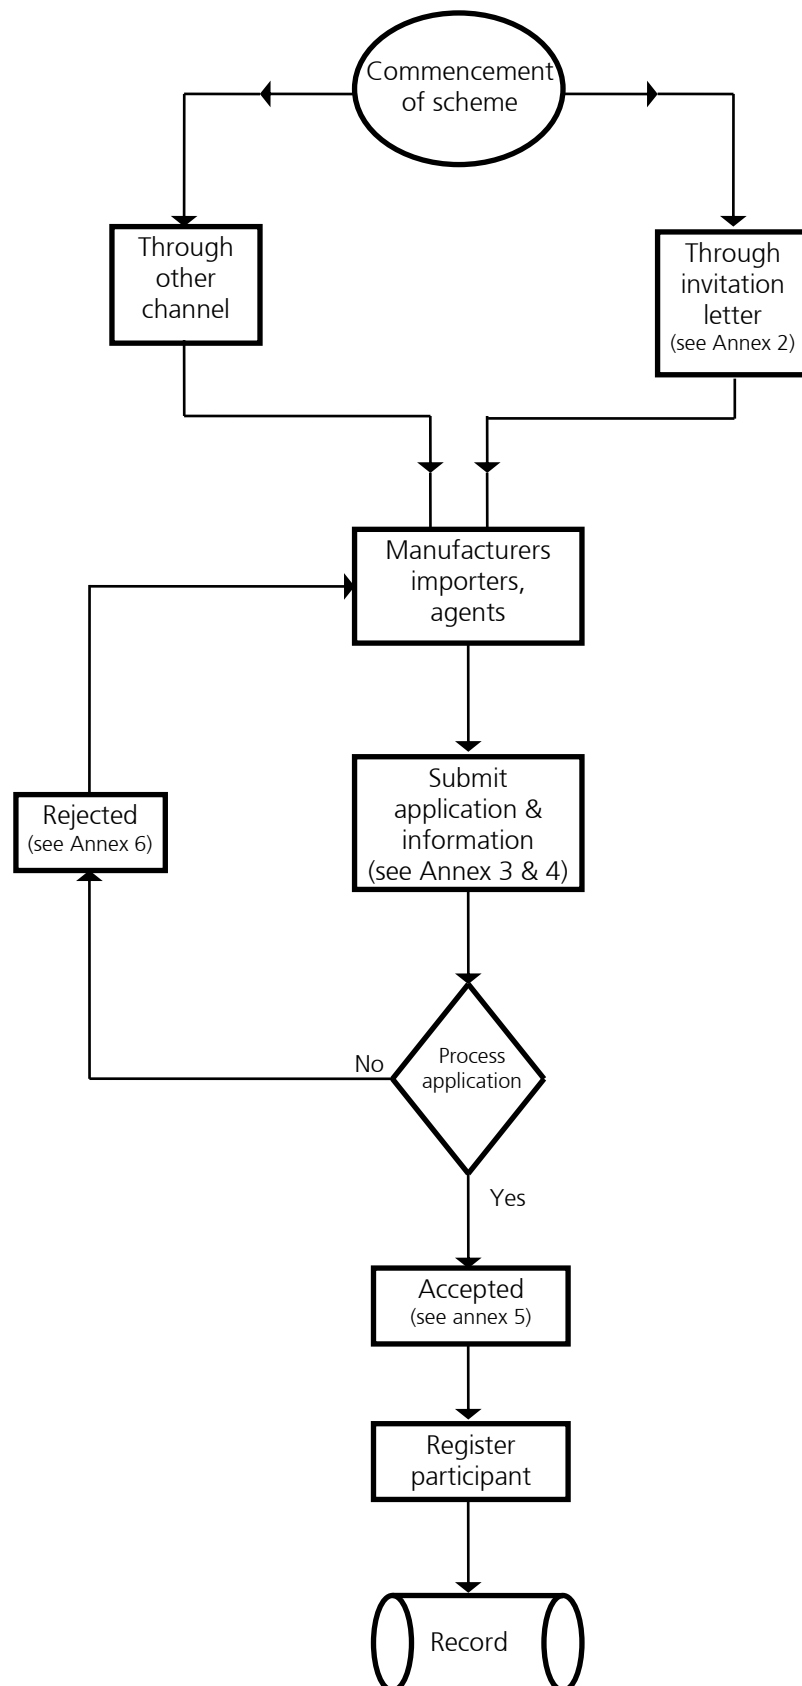 Commencement
of scheme
Through
other
channel
Through
invitation
letter
(see Annex 2)
Manufacturers
importers,
agents
Submit
application &
information
(see Annex 3 & 4)
Rejected
(see Annex 6)
No
Process
application
Yes
Accepted
(see annex 5)
Register
participant
Record